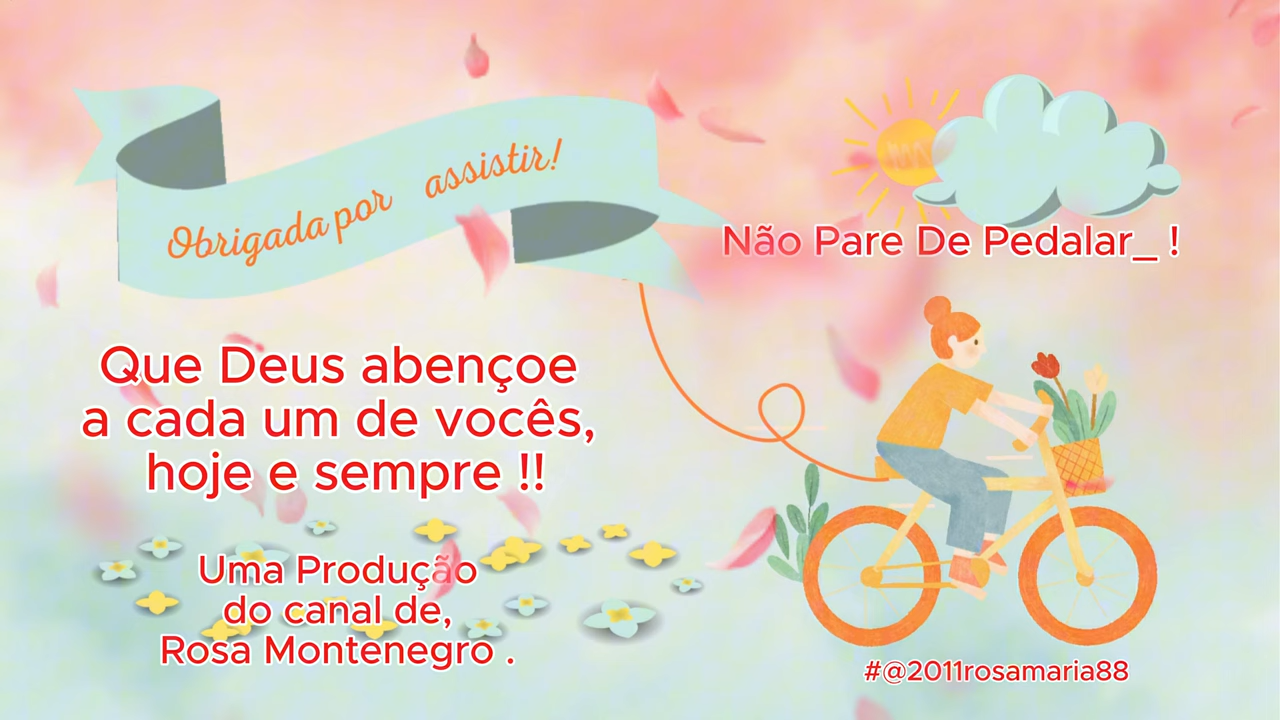 Obrigada por assistir!
Não Pare De Pedalar_ !
Que Deus abençoe
a cada um de vocês,
hoje e sempre !!
Uma Produção
do canal de,
Rosa Montenegro .
#@2011rosamaria88